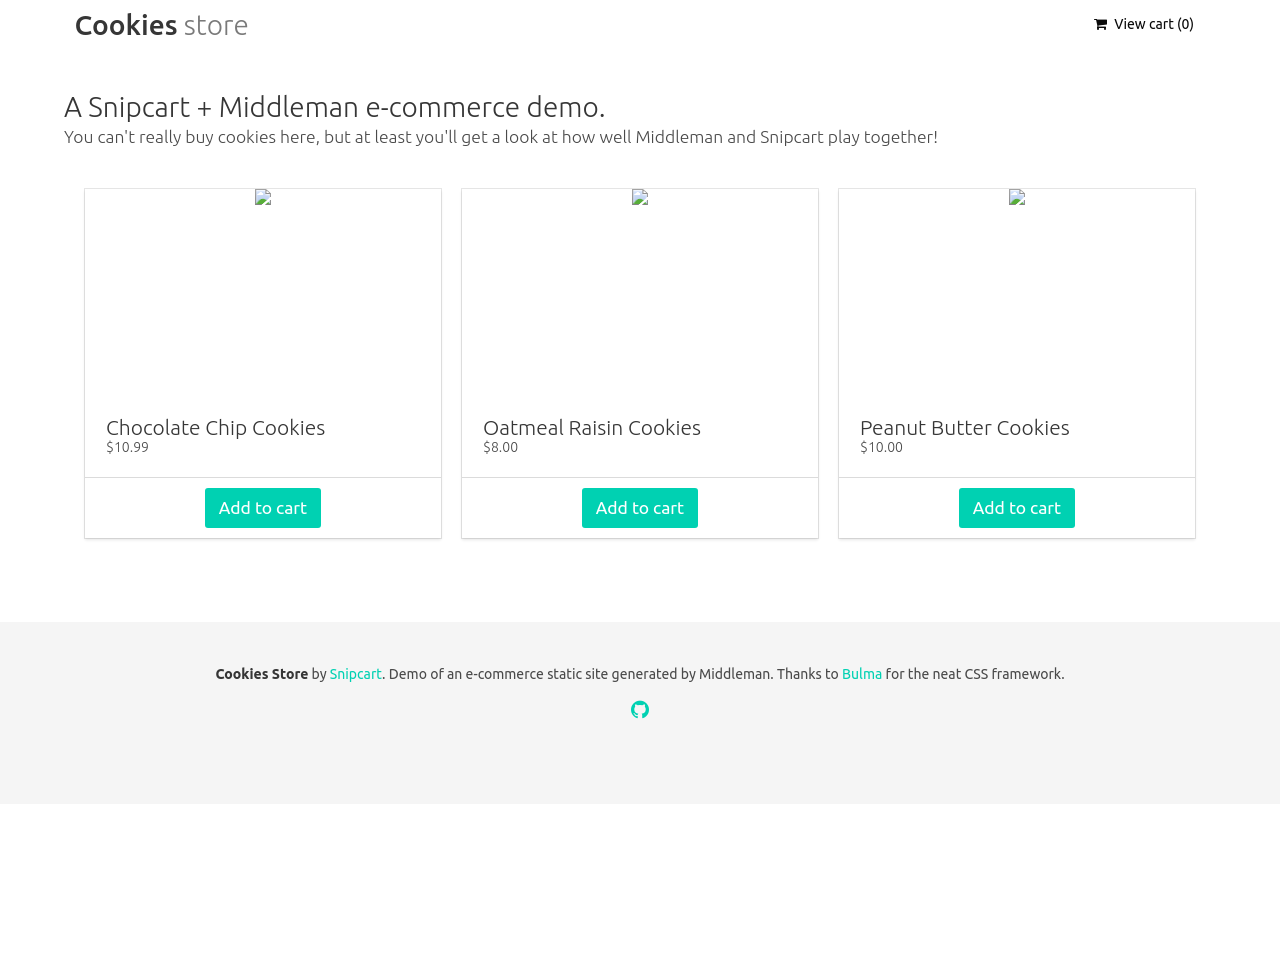 Cookies store
View cart (0)
A Snipcart + Middleman e-commerce demo.
You can't really buy cookies here, but at least you'll get a look at how well Middleman and Snipcart play together!
Chocolate Chip Cookies
$10.99
Add to cart
Oatmeal Raisin Cookies
$8.00
Add to cart
Peanut Butter Cookies
$10.00
Add to cart
Cookies Store by Snipcart. Demo of an e-commerce static site generated by Middleman. Thanks to Bulma for the neat CSS framework.